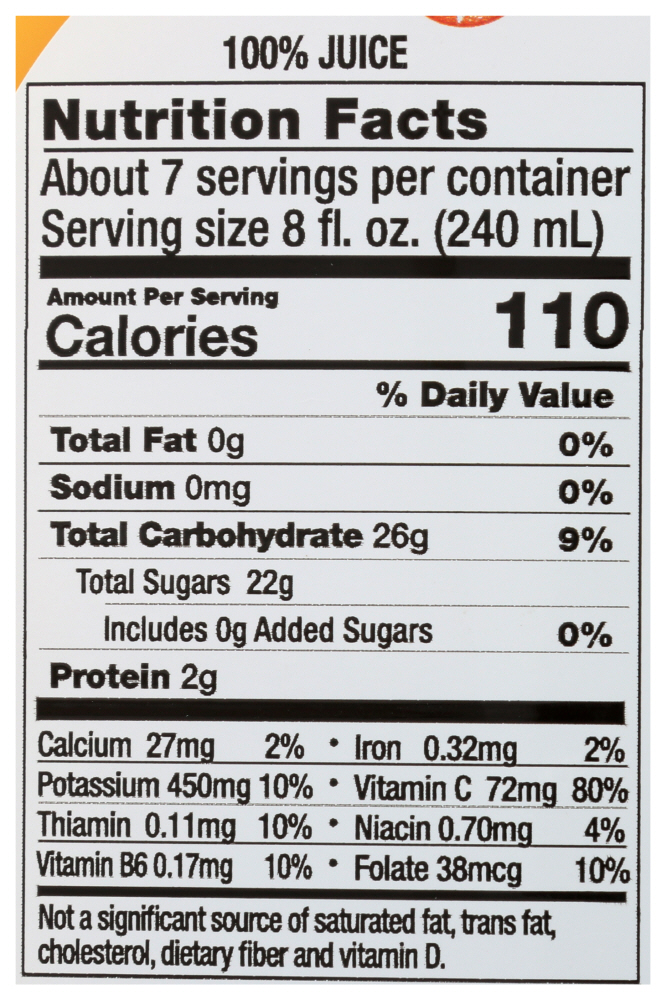 100% JUICE
Nutrition Facts
About 7 servings per container
Serving size 8 fl. oz. (240 mL)
Amount Per Serving
Calories 110
% Daily Value
Total Fat 0g 0%
Sodium 0mg 0%
Total Carbohydrate 26g 9%
Total Sugars 22g
Includes 0g Added Sugars 0%
Protein 2g
Calcium 27mg 2% • Iron 0.32mg 2%
Potassium 450mg 10% • Vitamin C 72mg 80%
Thiamin 0.11mg 10% • Niacin 0.70mg 4%
Vitamin B6 0.17mg 10% • Folate 38mcg 10%
Not a significant source of saturated fat, trans fat,
cholesterol, dietary fiber and vitamin D.